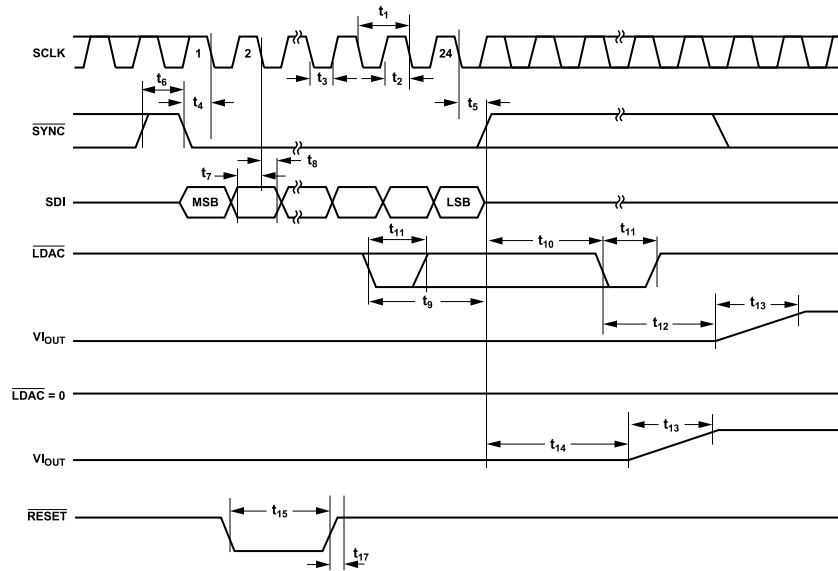 t1
SCLK
1
2
24
t3
t2
t6
t4
t5
SYNC
t7
t8
SDI
MSB
LSB
t11
t10
t11
LDAC
t9
t12
t13
VIOUT
LDAC = 0
t14
t13
VIOUT
RESET
t15
t17